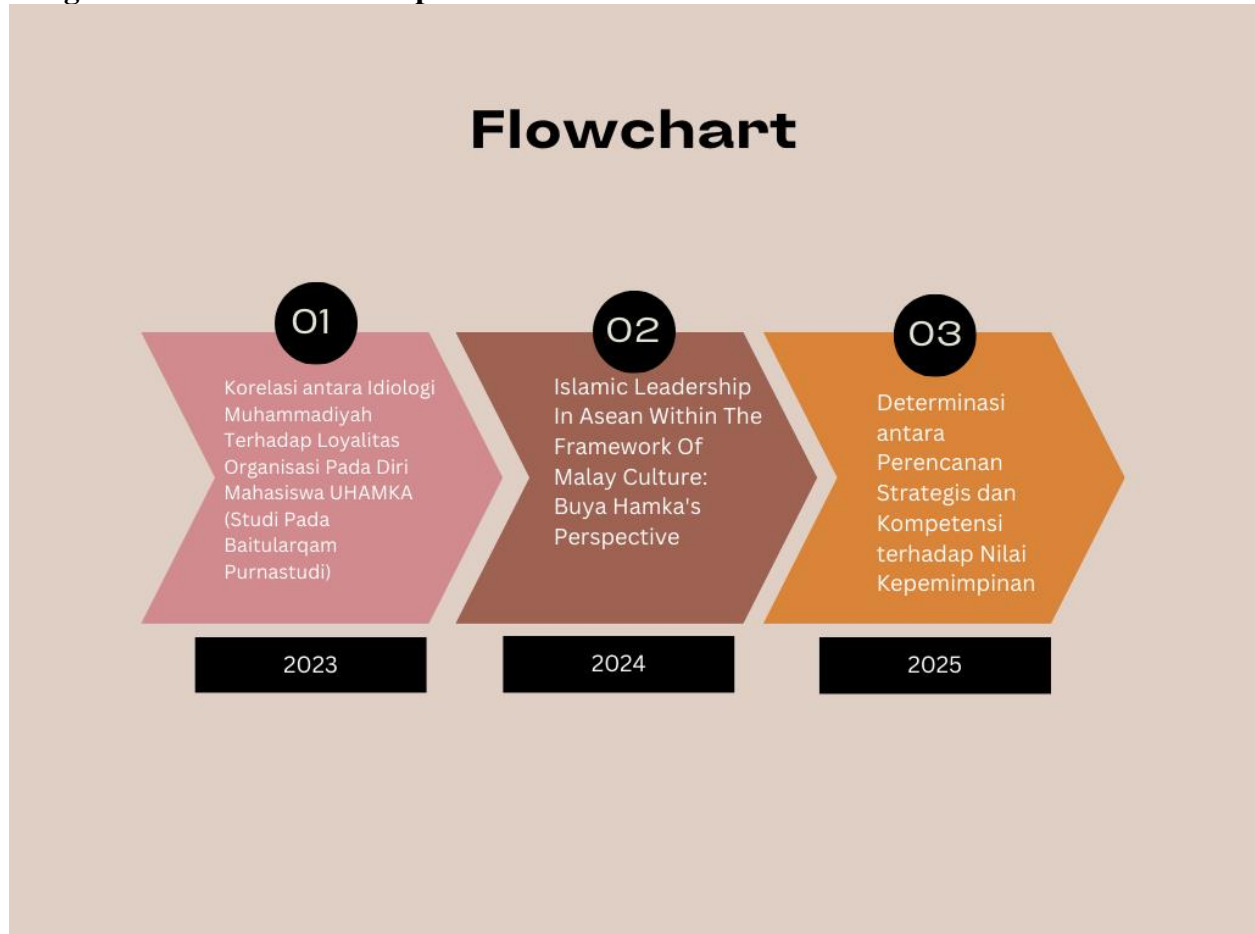 Flowchart
01
Korelasi antara Idiologi
Muhammadiyah
Terhadap Loyalitas
Organisasi Pada Diri
Mahasiswa UHAMKA
(Studi Pada
Baitularqam
Purnastudi)
2023
02
Islamic Leadership
In Asean Within The
Framework Of
Malay Culture:
Buya Hamka's
Perspective
2024
03
Determinasi
antara
Perencanan
Strategis dan
Kompetensi
terhadap Nilai
Kepemimpinan
2025